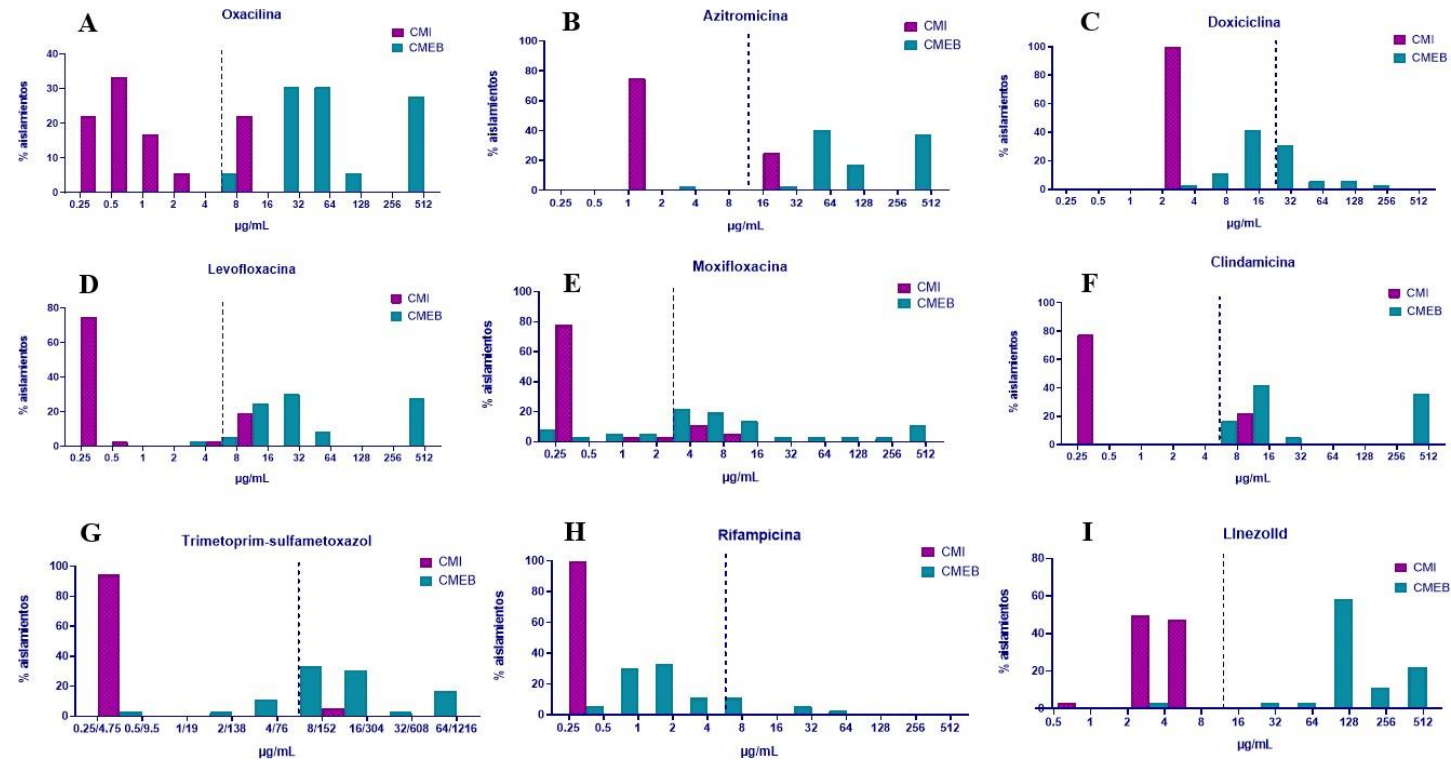 A
Oxacilina
CMI
CMEB
% aislamientos
40
30
20
10
0
0.25 0.5 1 2 4 8 16 32 64 128 256 512
µg/mL
B
Azitromicina
CMI
CMEB
% aislamientos
100
80
60
40
20
0
0.25 0.5 1 2 4 8 16 32 64 128 256 512
µg/mL
C
Doxiciclina
CMI
CMEB
% aislamientos
100
80
60
40
20
0
0.25 0.5 1 2 4 8 16 32 64 128 256 512
µg/mL
D
Levofloxacina
CMI
CMEB
% aislamientos
80
60
40
20
0
0.25 0.5 1 2 4 8 16 32 64 128 256 512
µg/mL
E
Moxifloxacina
CMI
CMEB
% aislamientos
100
80
60
40
20
0
0.25 0.5 1 2 4 8 16 32 64 128 256 512
µg/mL
F
Clindamicina
CMI
CMEB
% aislamientos
100
80
60
40
20
0
0.25 0.5 1 2 4 8 16 32 64 128 256 512
µg/mL
G
Trimetoprim-sulfametoxazol
CMI
CMEB
% aislamientos
100
80
60
40
20
0
0.25/4.75 0.5/9.5 1/19 2/138 4/76 8/152 16/304 32/608 64/1216
µg/mL
H
Rifampicina
CMI
CMEB
% aislamientos
100
80
60
40
20
0
0.25 0.5 1 2 4 8 16 32 64 128 256 512
µg/mL
I
LInezolId
CMI
CMEB
% aislamientos
80
60
40
20
0
0.5 1 2 4 8 16 32 64 128 256 512
µg/mL